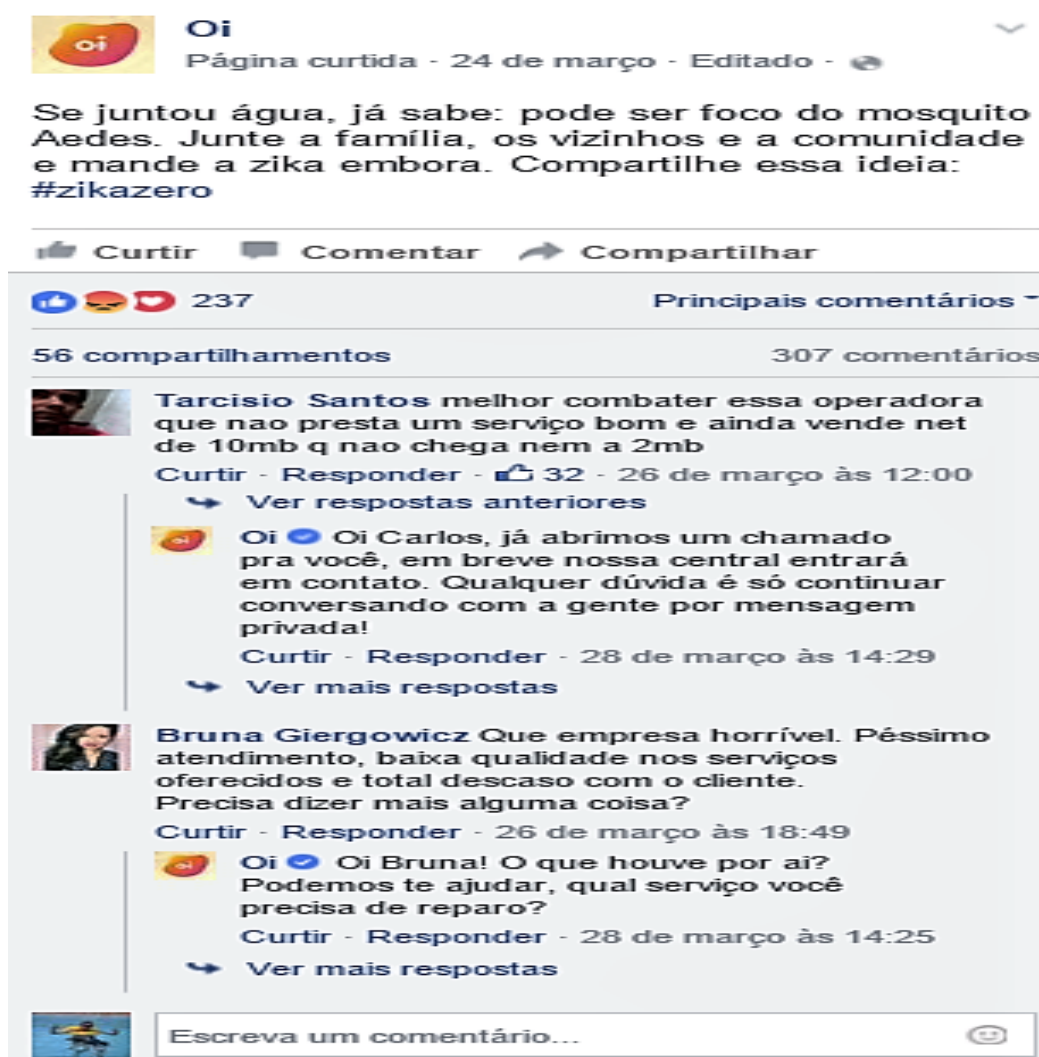 oi
Oi
Página curtida · 24 de março · Editado ·
Se juntou água, já sabe: pode ser foco do mosquito
Aedes. Junte a família, os vizinhos e a comunidade
e mande a zika embora. Compartilhe essa ideia:
#zikazero
Curtir Comentar Compartilhar
237 Principais comentários
56 compartilhamentos 307 comentários
Tarcisio Santos melhor combater essa operadora
que nao presta um serviço bom e ainda vende net
de 10mb q nao chega nem a 2mb
Curtir · Responder · 32 · 26 de março às 12:00
Ver respostas anteriores
oi
Oi Oi Carlos, já abrimos um chamado
pra você, em breve nossa central entrará
em contato. Qualquer dúvida é só continuar
conversando com a gente por mensagem
privada!
Curtir · Responder · 28 de março às 14:29
Ver mais respostas
Bruna Giergowicz Que empresa horrível. Péssimo
atendimento, baixa qualidade nos serviços
oferecidos e total descaso com o cliente.
Precisa dizer mais alguma coisa?
Curtir · Responder · 26 de março às 18:49
oi
Oi Oi Bruna! O que houve por ai?
Podemos te ajudar, qual serviço você
precisa de reparo?
Curtir · Responder · 28 de março às 14:25
Ver mais respostas
Escreva um comentário...